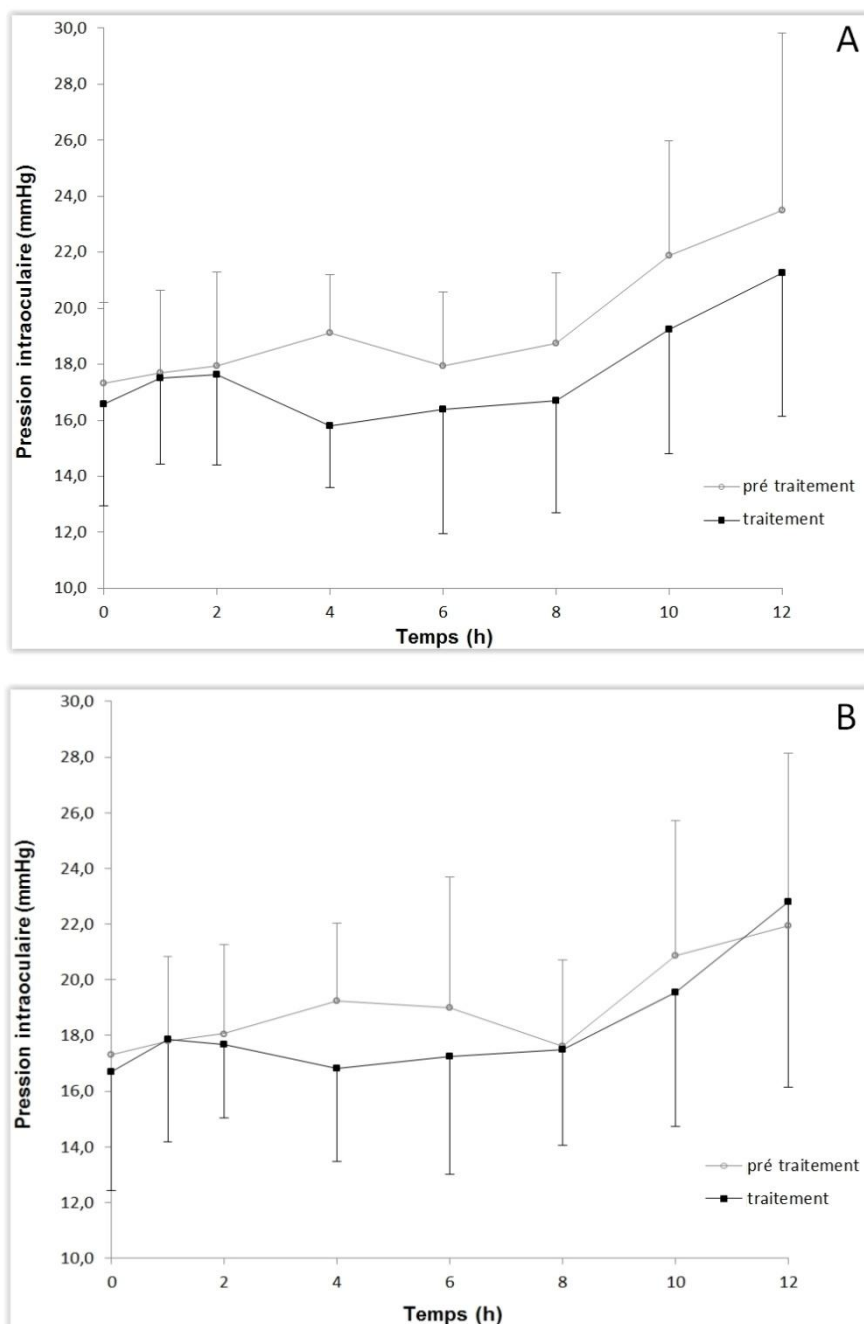 A
30,0
28,0
26,0
24,0
22,0
20,0
18,0
16,0
14,0
12,0
10,0
Pression intraoculaire (mmHg)
pré traitement
traitement
0 2 4 6 8 10 12
Temps (h)
B
30,0
28,0
26,0
24,0
22,0
20,0
18,0
16,0
14,0
12,0
10,0
Pression intraoculaire (mmHg)
pré traitement
traitement
0 2 4 6 8 10 12
Temps (h)